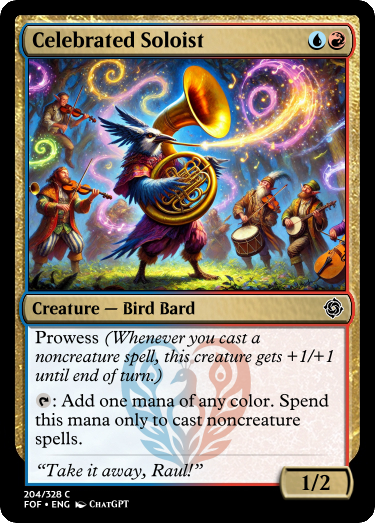 Celebrated Soloist
Creature — Bird Bard
Prowess (Whenever you cast a
noncreature spell, this creature gets +1/+1
until end of turn.)
: Add one mana of any color. Spend
this mana only to cast noncreature
spells.
“Take it away, Raul!”
1/2
204/328 C
FOF • ENG ChatGPT